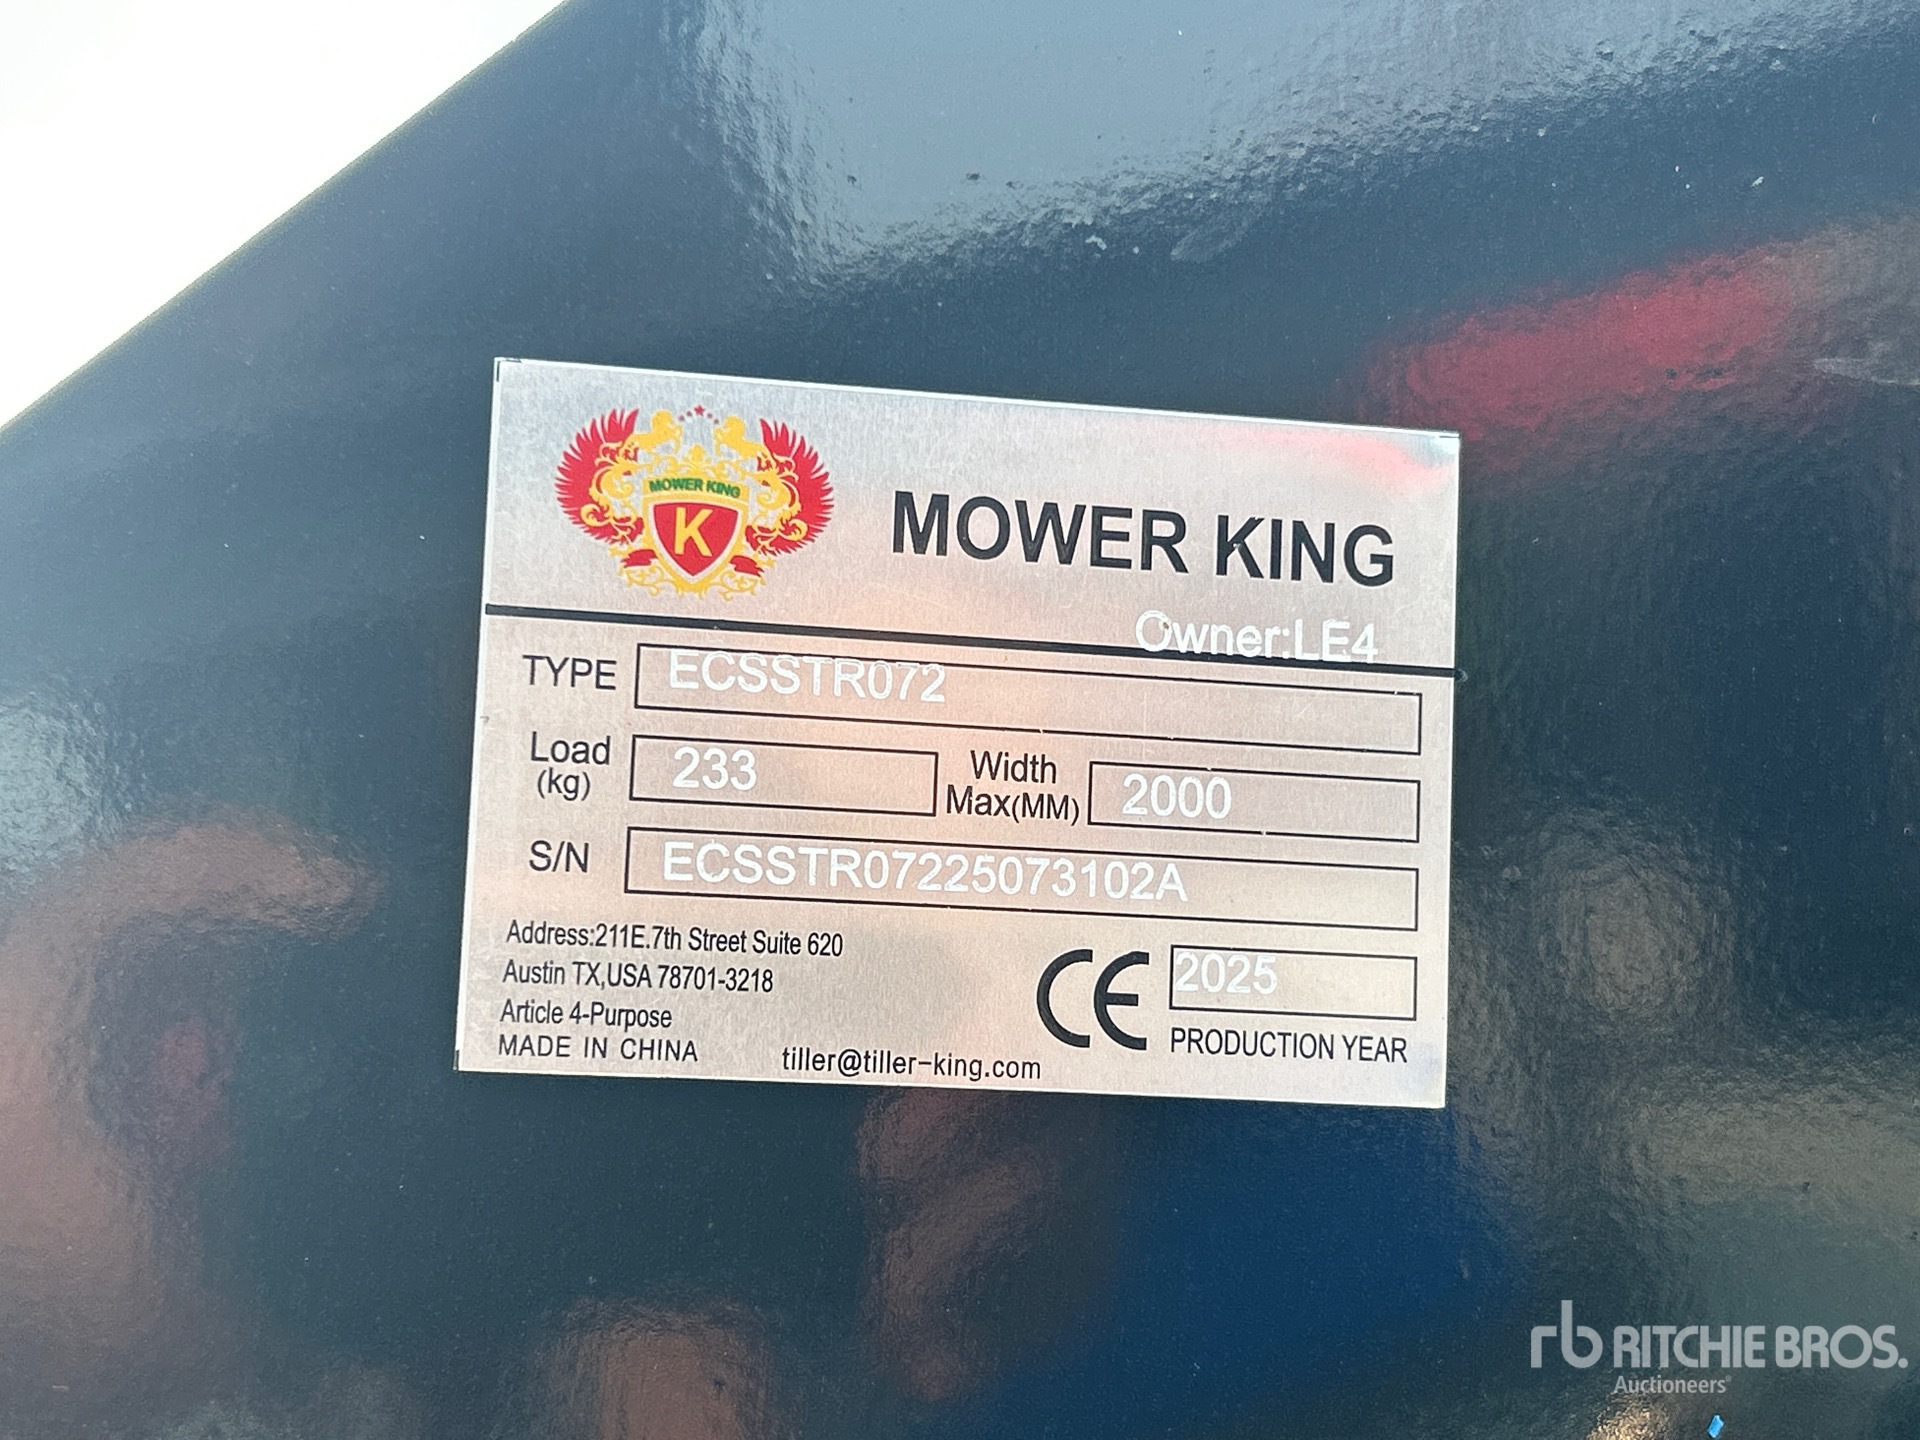 MOWER KING
K
MOWER KING
Owner:LE4
TYPE ECSSTR072
Load (kg) 233 Width Max(MM) 2000
S/N ECSSTR07225073102A
Address:211E.7th Street Suite 620
Austin TX,USA 78701-3218
Article 4-Purpose
MADE IN CHINA
tiller@tiller-king.com
CE 2025
PRODUCTION YEAR
rb RITCHIE BROS.
Auctioneers